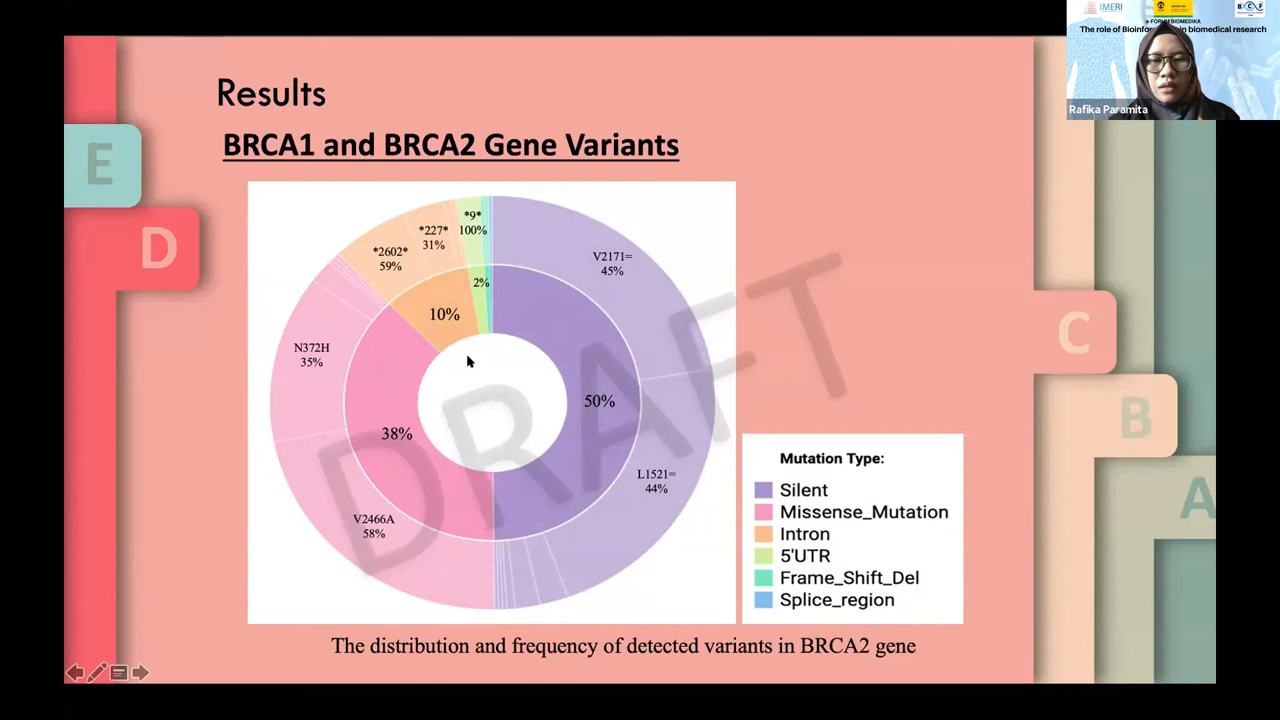 IMERI
e-FORUM BIOMEDIKA
The role of Bioinfor in biomedical research
Rafika Paramita
Results
BRCA1 and BRCA2 Gene Variants
E
D
C
B
A
*9*
100%
*227*
31%
*2602*
59%
V2171=
45%
2%
10%
N372H
35%
50%
38%
L1521=
44%
V2466A
58%
DRAFT
Mutation Type:
Silent
Missense_Mutation
Intron
5'UTR
Frame_Shift_Del
Splice_region
The distribution and frequency of detected variants in BRCA2 gene